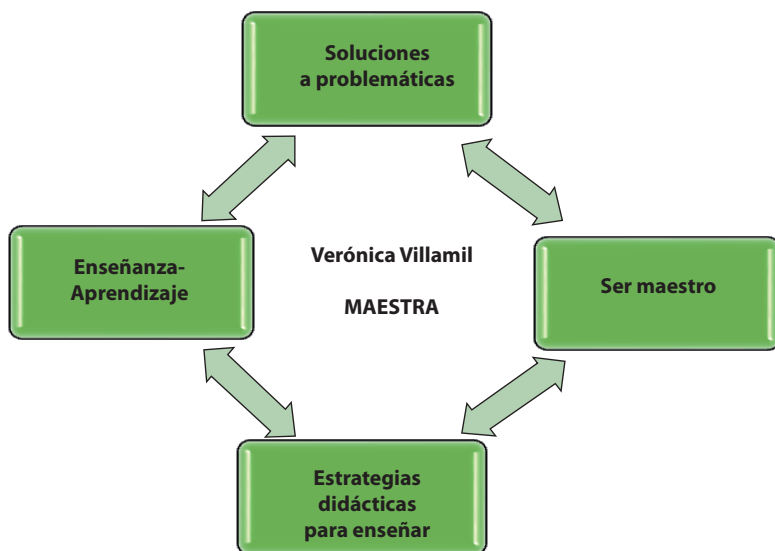 Soluciones
a problemáticas
Enseñanza-
Aprendizaje
Verónica Villamil
MAESTRA
Ser maestro
Estrategias
didácticas
para enseñar